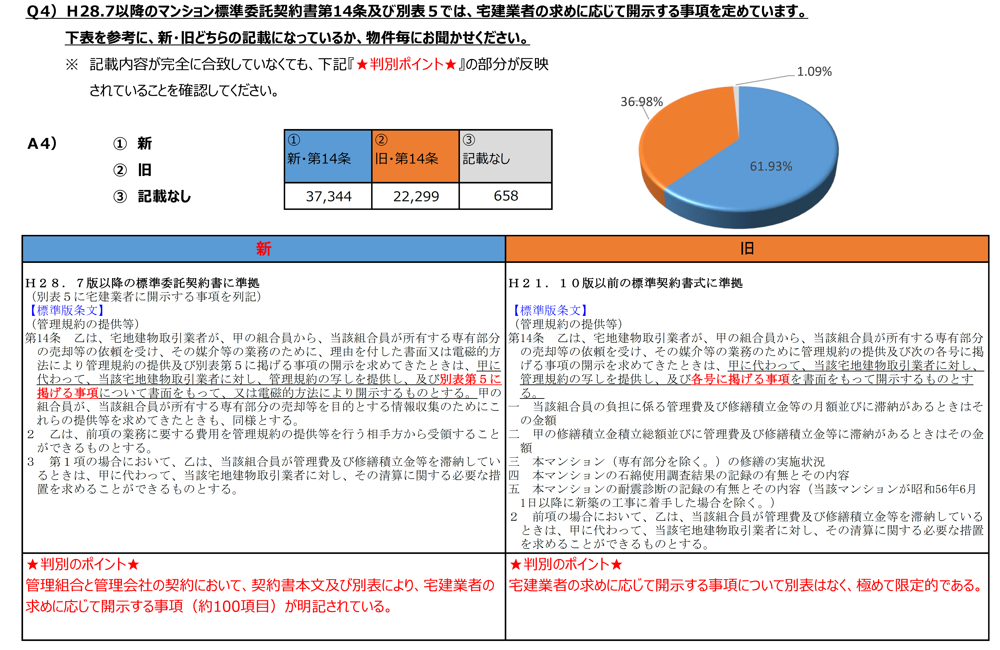 Q4）H28.7以降のマンション標準委託契約書第14条及び別表５では、宅建業者の求めに応じて開示する事項を定めています。
下表を参考に、新・旧どちらの記載になっているか、物件毎にお聞かせください。
※　記載内容が完全に合致していなくても、下記『★判別ポイント★』の部分が反映
されていることを確認してください。
1.09%
36.98%
61.93%
A4）　①　新
②　旧
③　記載なし
①　②　③
新・第14条　旧・第14条　記載なし
37,344　22,299　658
新
Ｈ２８．７版以降の標準委託契約書に準拠
（別表５に宅建業者に開示する事項を列記）
【標準版条文】
（管理規約の提供等）
第14条　乙は、宅地建物取引業者が、甲の組合員から、当該組合員が所有する専有部分
の売却等の依頼を受け、その媒介等の業務のために、理由を付した書面又は電磁的方
法により管理規約の提供及び別表第５に掲げる事項の開示を求めてきたときは、甲に
代わって、当該宅地建物取引業者に対し、管理規約の写しを提供し、及び別表第５に
掲げる事項について書面をもって、又は電磁的方法により開示するものとする。甲の
組合員が、当該組合員が所有する専有部分の売却等を目的とする情報収集のためにこ
れらの提供等を求めてきたときも、同様とする。
２　乙は、前項の業務に要する費用を管理規約の提供等を行う相手方から受領すること
ができるものとする。
３　第１項の場合において、乙は、当該組合員が管理費及び修繕積立金等を滞納してい
るときは、甲に代わって、当該宅地建物取引業者に対し、その清算に関する必要な措
置を求めることができるものとする。
★判別のポイント★
管理組合と管理会社の契約において、契約書本文及び別表により、宅建業者の
求めに応じて開示する事項（約100項目）が明記されている。
旧
Ｈ２１．１０版以前の標準契約書式に準拠
【標準版条文】
（管理規約の提供等）
第14条　乙は、宅地建物取引業者が、甲の組合員から、当該組合員が所有する専有部分
の売却等の依頼を受け、その媒介等の業務のために管理規約の提供及び次の各号に掲
げる事項の開示を求めてきたときは、甲に代わって、当該宅地建物取引業者に対し、
管理規約の写しを提供し、及び各号に掲げる事項を書面をもって開示するものとす
る。
一　当該組合員の負担に係る管理費及び修繕積立金等の月額並びに滞納があるときはそ
の金額
二　甲の修繕積立金積立総額並びに管理費及び修繕積立金等に滞納があるときはその金
額
三　本マンション（専有部分を除く。）の修繕の実施状況
四　本マンションの石綿使用調査結果の記録の有無とその内容
五　本マンションの耐震診断の記録の有無とその内容（当該マンションが昭和56年6月
1日以降に新築の工事に着手した場合を除く。）
２　前項の場合において、乙は、当該組合員が管理費及び修繕積立金等を滞納している
ときは、甲に代わって、当該宅地建物取引業者に対し、その清算に関する必要な措置
を求めることができるものとする。
★判別のポイント★
宅建業者の求めに応じて開示する事項について別表はなく、極めて限定的である。